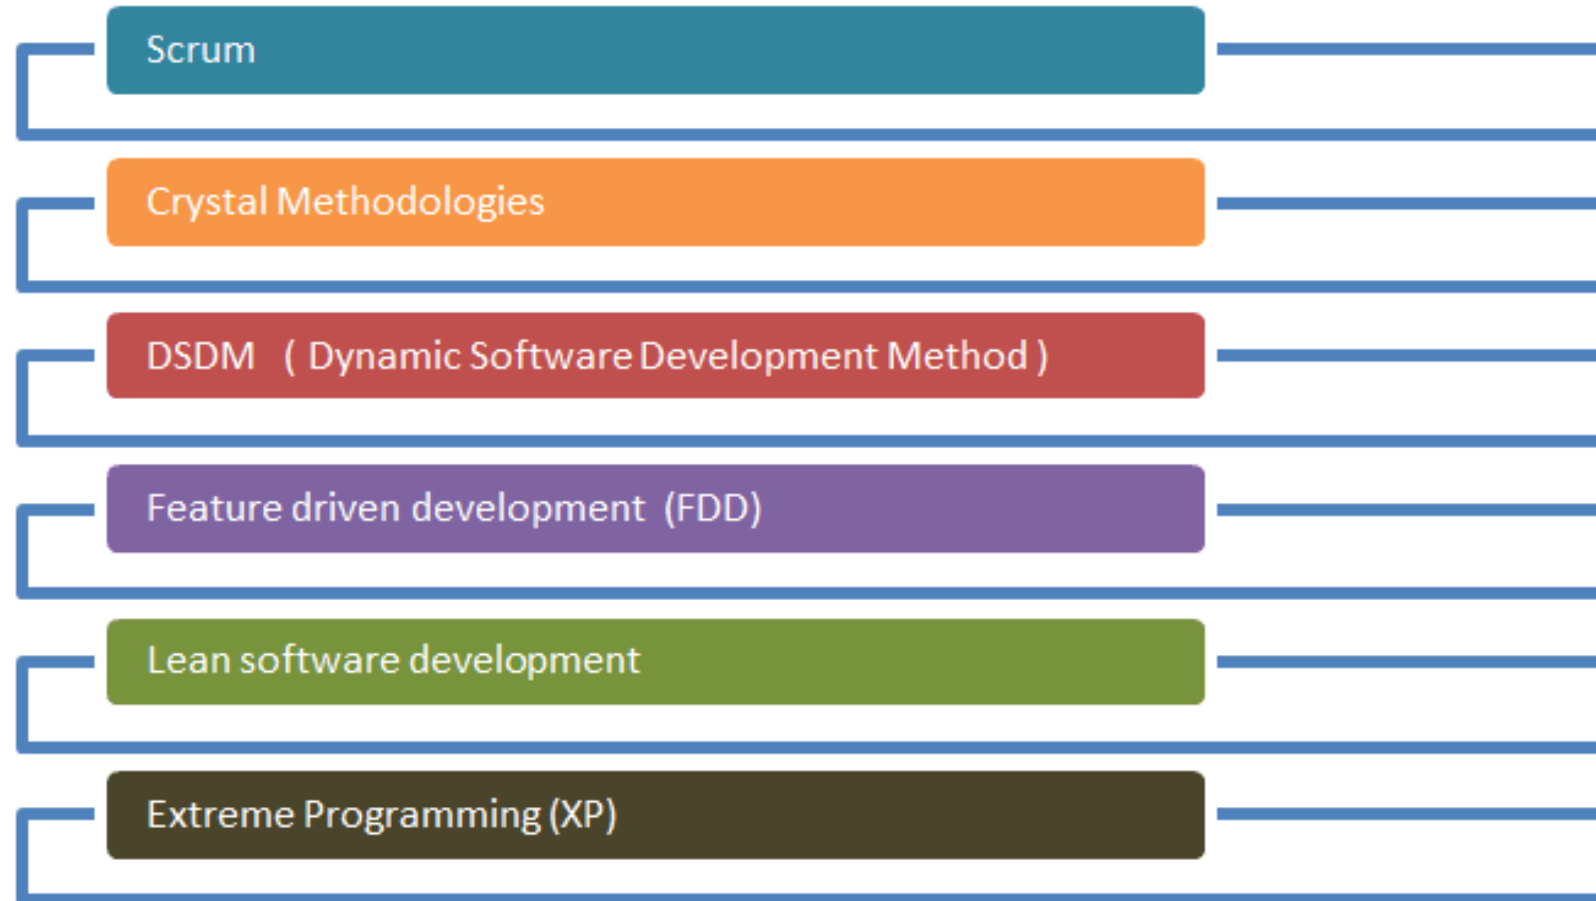 Scrum
Crystal Methodologies
DSDM ( Dynamic Software Development Method )
Feature driven development (FDD)
Lean software development
Extreme Programming (XP)